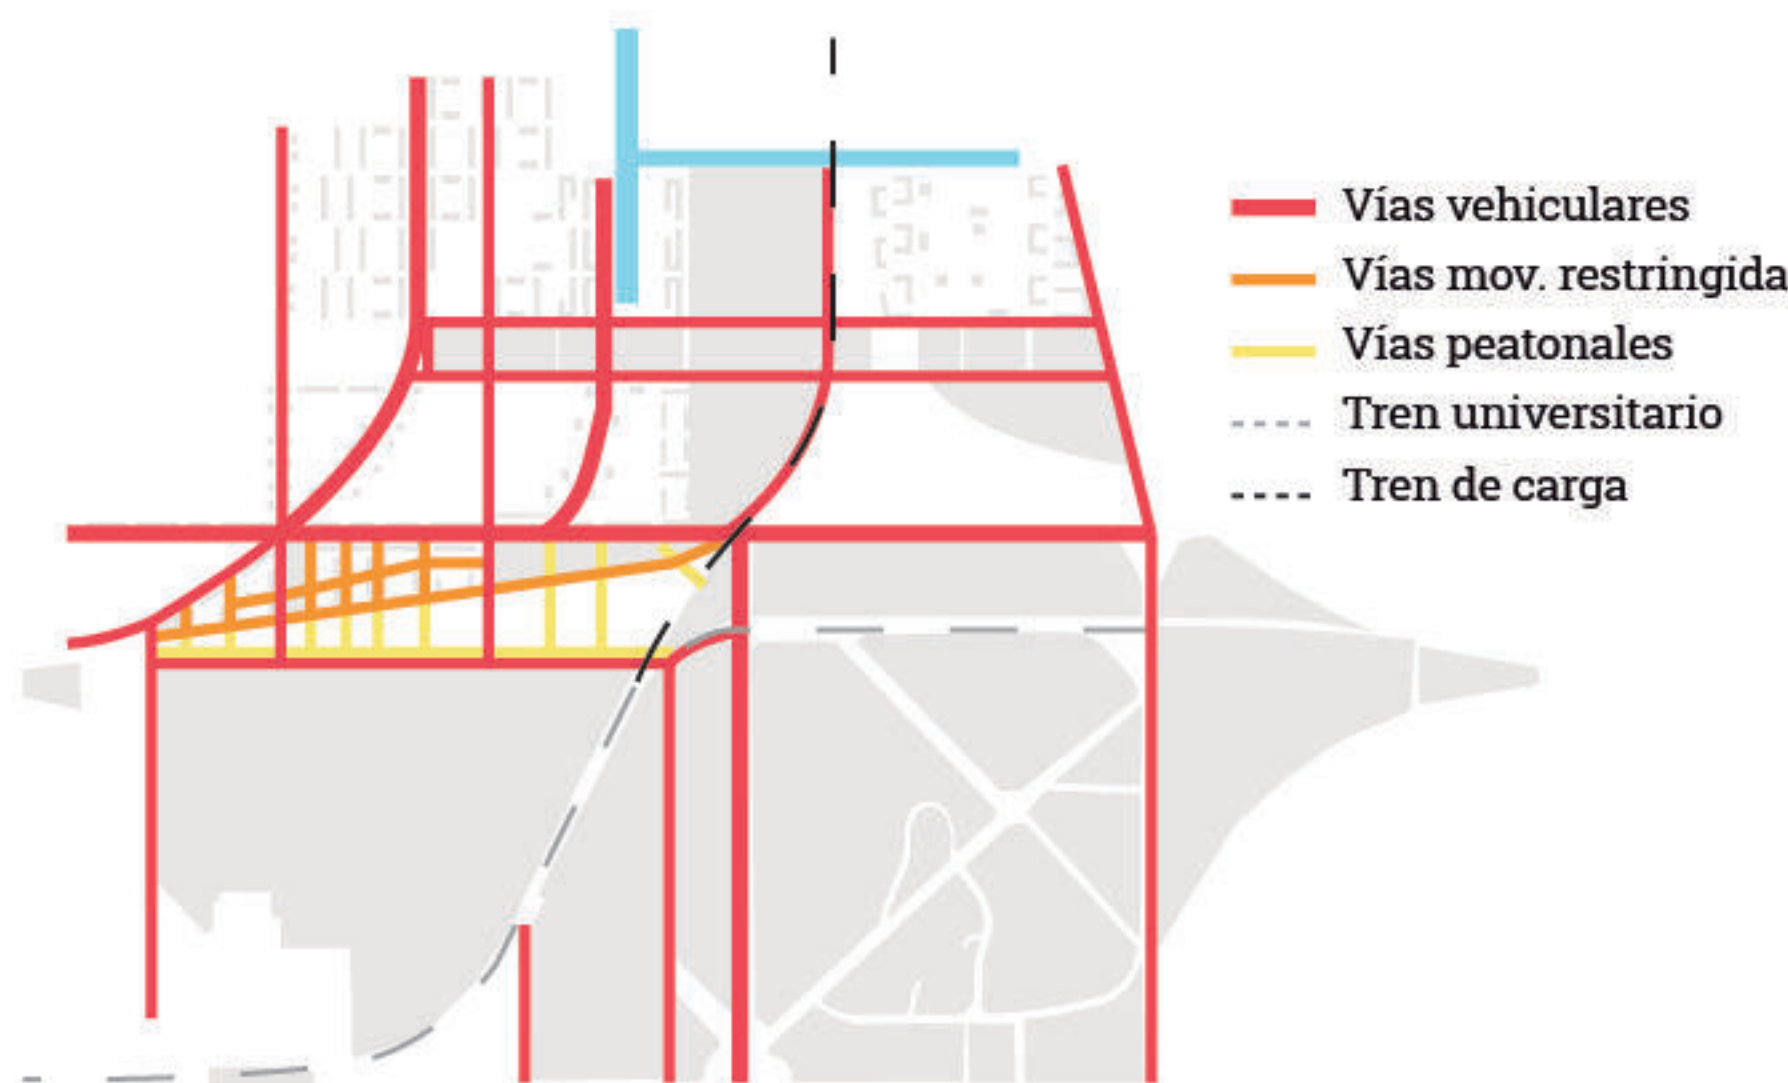 Vías vehiculares
Vías mov. restringida
Vías peatonales
Tren universitario
Tren de carga